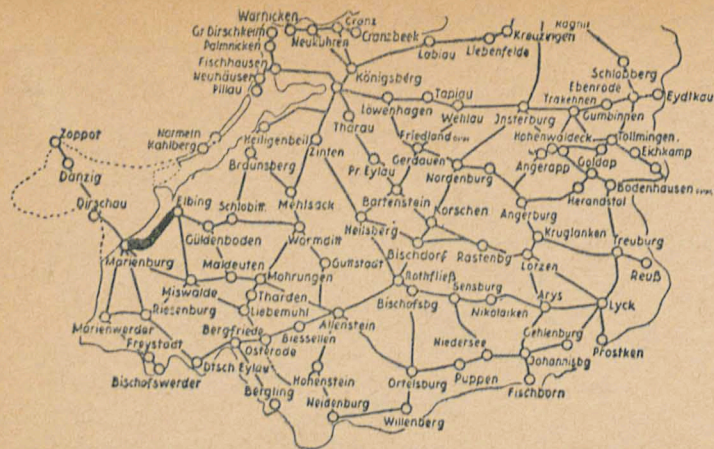 Warnicken
Cranz
Gr Dirschkeim
Neukuhren
Cranzbeek
Kreuzingen
Ragnit
Palmnicken
Labiau
Liebenfelde
Fischhausen
Königsberg
Schloßberg
Neuhäuser
Ebenrode
Pillau
Löwenhagen
Tapiau
Wehlau
Insterburg
Trakehnen
Gumbinnen
Eydtkau
Tharau
Zoppot
Narmeln
Kahlberg
Heiligenbeil
Zinten
Friedland
Hohenwaldeck
Tollmingen
Gerdauen
Angerapp
Goldap
Eichkamp
Danzig
Braunsberg
Pr. Eylau
Nordenburg
Bodenhausen
Dirschau
Mehlsack
Bartenstein
Herandstal
Elbing
Schlobitt.
Heilsberg
Korschen
Angerburg
Güldenboden
Wormditt
Kruglanken
Treuburg
Marienburg
Maldeuten
Guttstadt
Bischdorf
Rastenbg
Lötzen
Reuß
Miswalde
Mohrungen
Rothfließ
Sensburg
Arys
Lyck
Riesenburg
Tharden
Liebemühl
Bischofsbg
Nikolaiken
Marienwerder
Bergfriede
Allenstein
Gehlenburg
Freystadt
Osterode
Biessellen
Niedersee
Johannisbg
Prostken
Bischofswerder
Dtsch Eylau
Hohenstein
Ortelsburg
Puppen
Fischborn
Bergling
Neidenburg
Willenberg